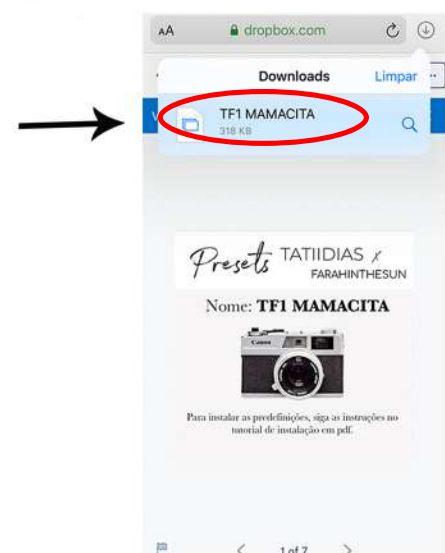 AA dropbox.com
Downloads Limpar
TF1 MAMACITA
318 KB
Presets TATIIDIAS X
FARAHINTHESUN
Nome: TF1 MAMACITA
Canon
Para instalar as predefinições, siga as instruções no
tutorial de instalação em pdf.
1 of 7